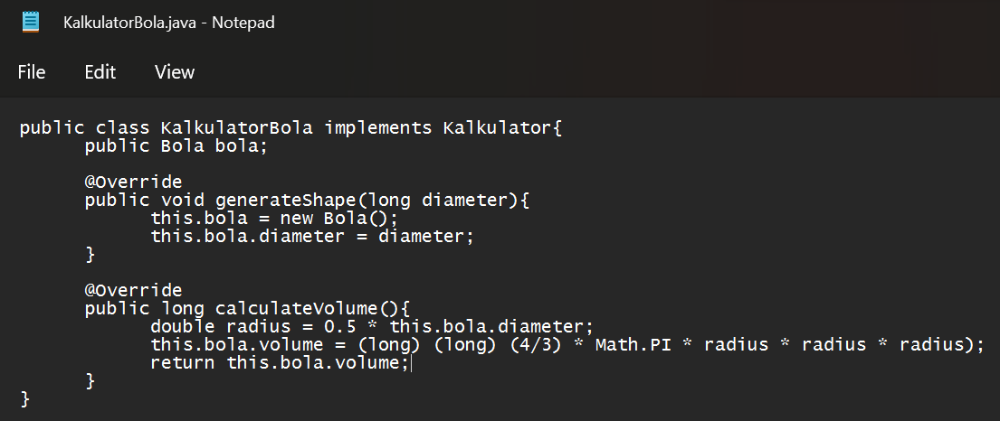 KalkulatorBola.java - Notepad
File Edit View
public class KalkulatorBola implements Kalkulator{
public Bola bola;
@Override
public void generateShape(long diameter){
this.bola = new Bola();
this.bola.diameter = diameter;
}
@Override
public long calculateVolume(){
double radius = 0.5 * this.bola.diameter;
this.bola.volume = (long) (long) (4/3) * Math.PI * radius * radius * radius);
return this.bola.volume;
}
}